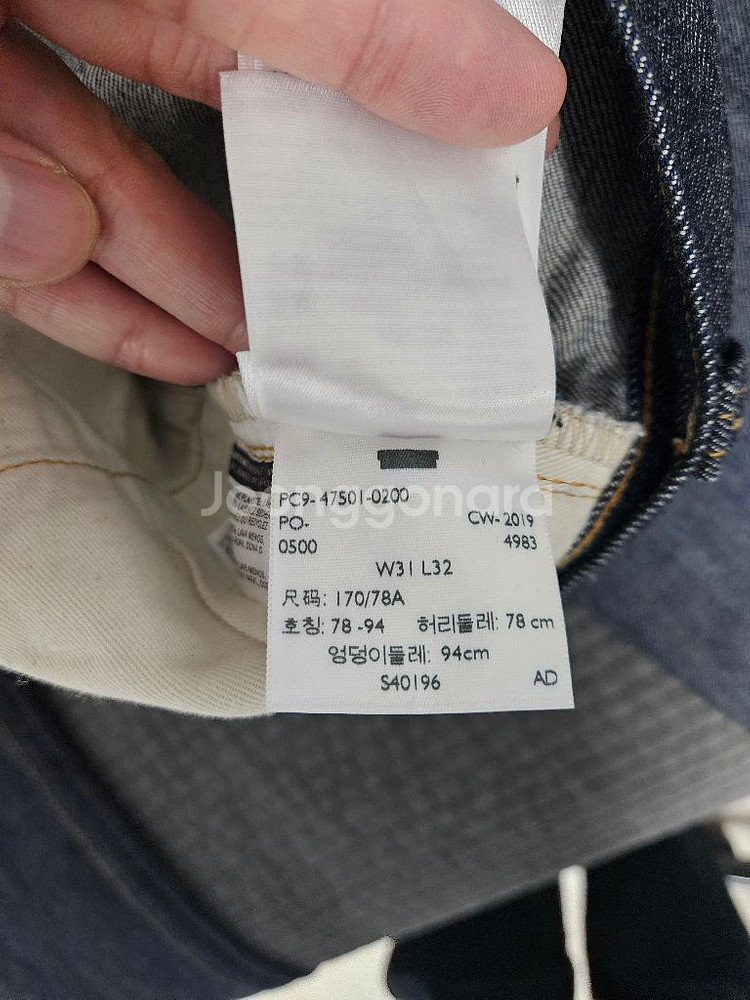 Joonggonara
PC9-47501-0200
PO- CW-2019
0500 4983
W31 L32
尺码: 170/78A
호칭: 78 -94 허리둘레: 78 cm
엉덩이둘레: 94cm
S40196 AD